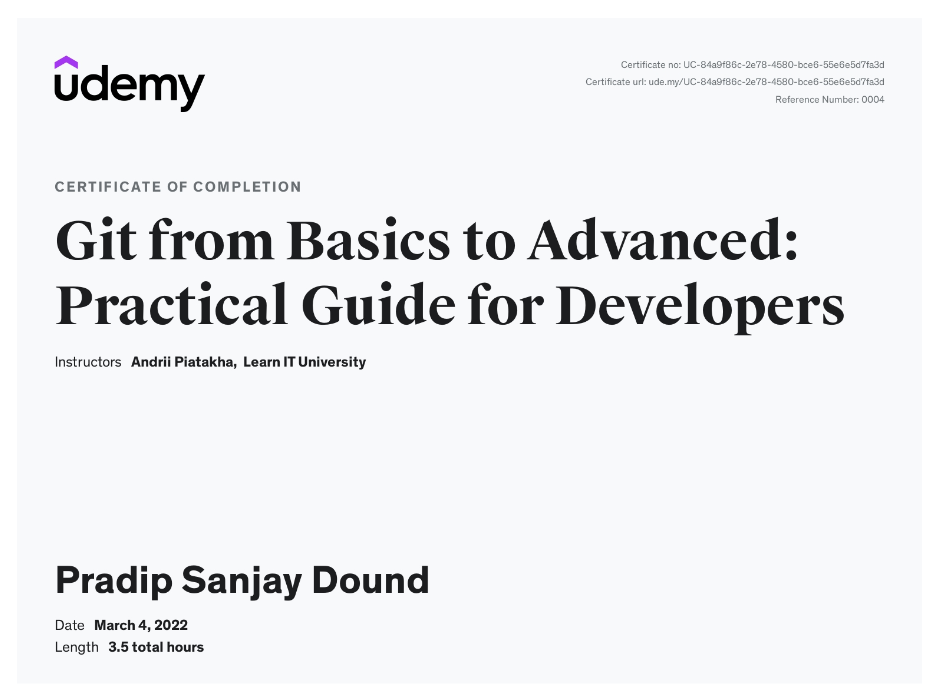 udemy
Certificate no: UC-84a9f86c-2e78-4580-bce6-55e6e5d7fa3d
Certificate url: ude.my/UC-84a9f86c-2e78-4580-bce6-55e6e5d7fa3d
Reference Number: 0004
CERTIFICATE OF COMPLETION
Git from Basics to Advanced:
Practical Guide for Developers
Instructors Andrii Piatakha, Learn IT University
Pradip Sanjay Dound
Date March 4, 2022
Length 3.5 total hours